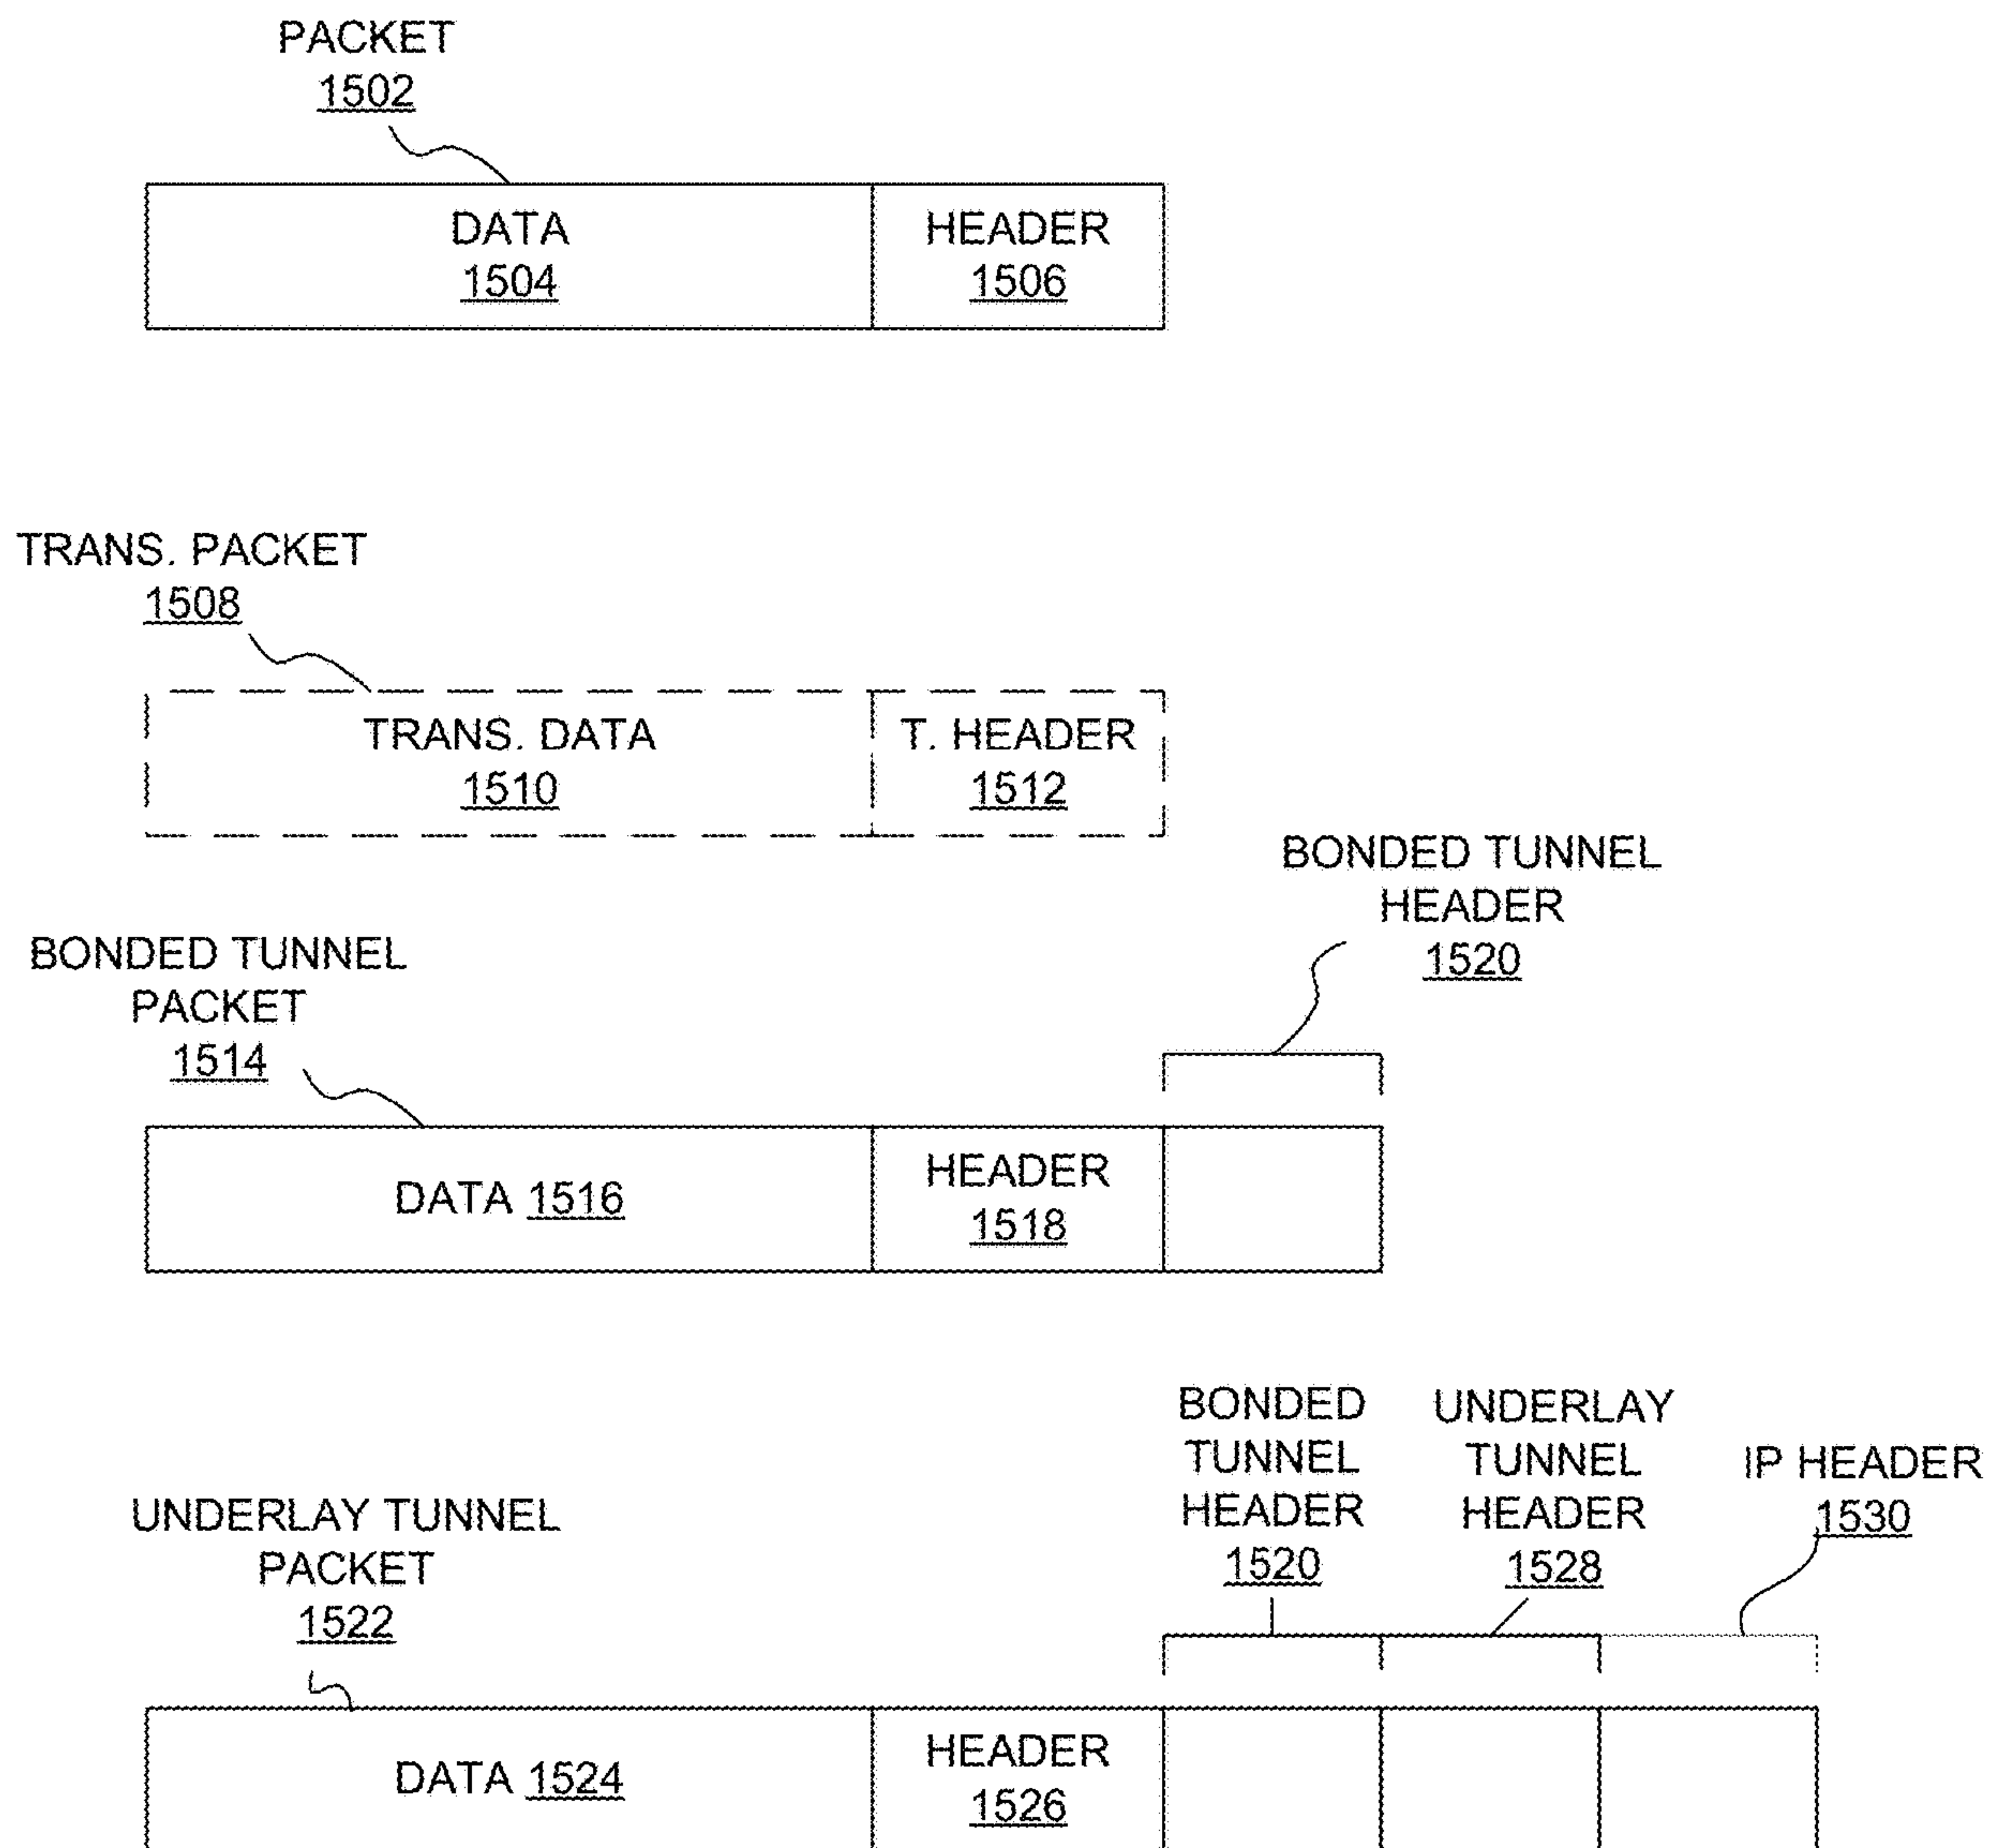 PACKET
1502
DATA
1504
HEADER
1506
TRANS. PACKET
1508
TRANS. DATA
1510
T. HEADER
1512
BONDED TUNNEL
HEADER
1520
BONDED TUNNEL
PACKET
1514
DATA 1516
HEADER
1518
BONDED
TUNNEL
HEADER
1520
UNDERLAY
TUNNEL
HEADER
1528
IP HEADER
1530
UNDERLAY TUNNEL
PACKET
1522
DATA 1524
HEADER
1526